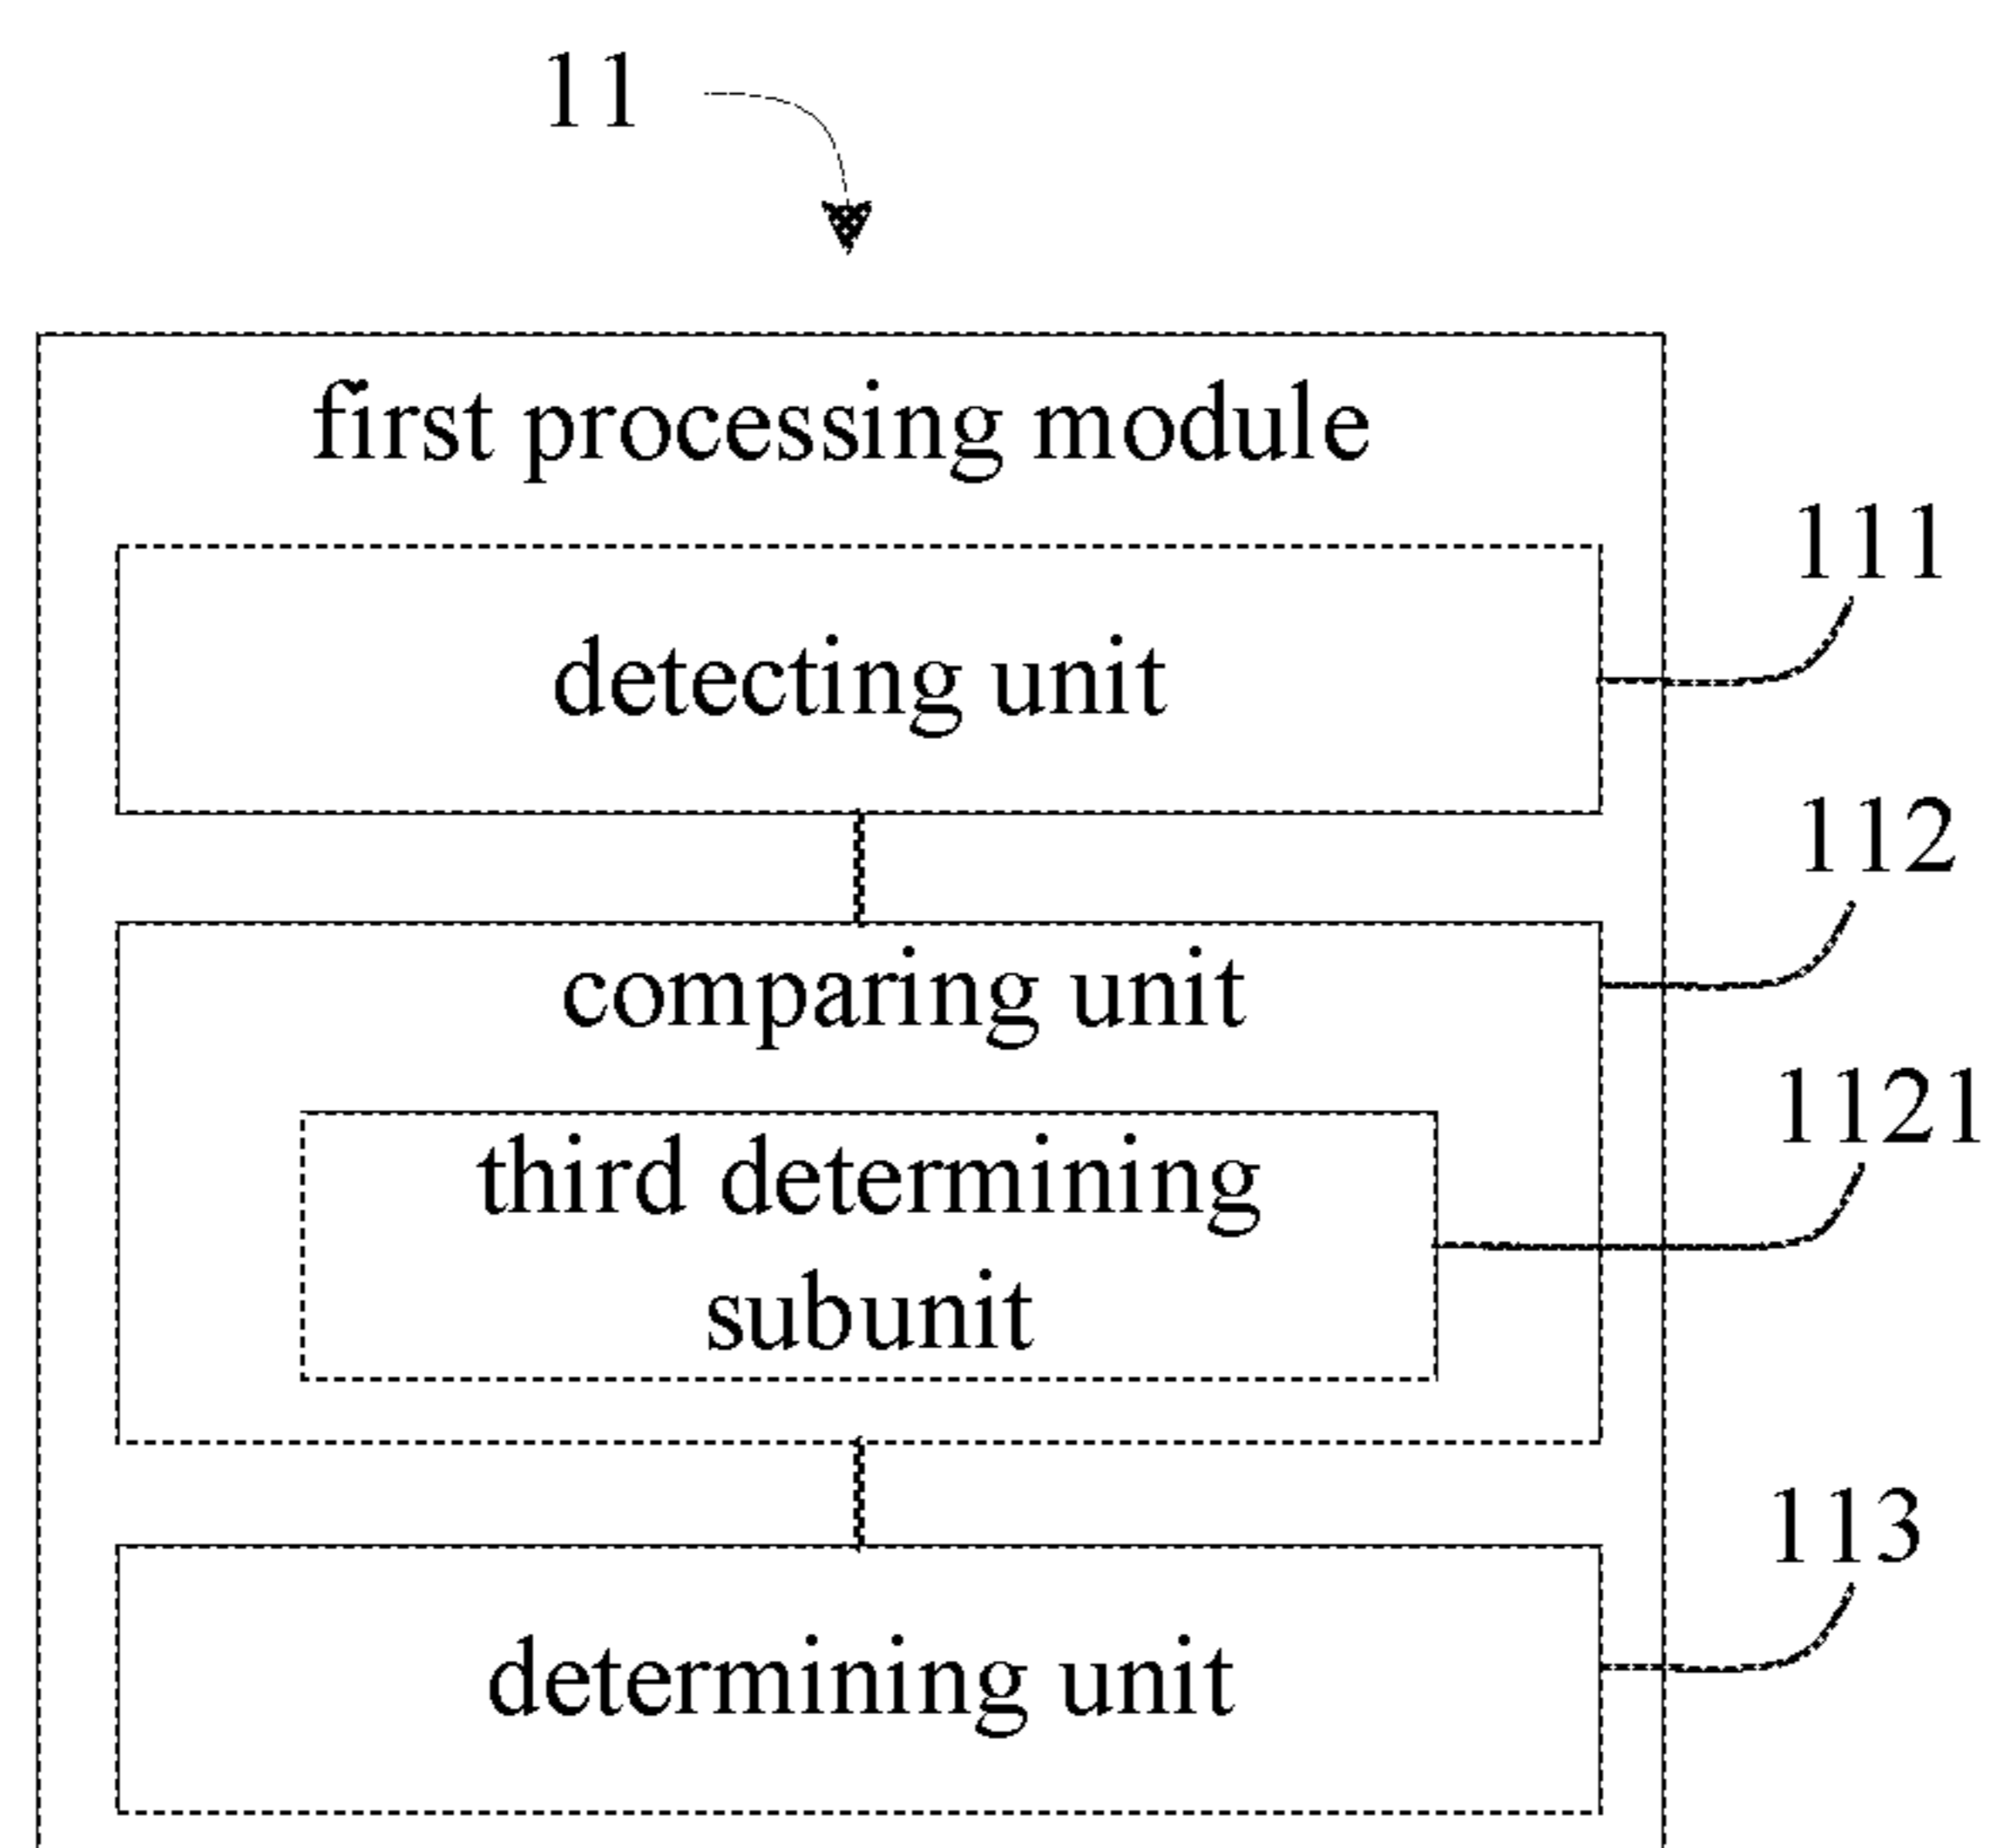 11
first processing module
111
detecting unit
112
comparing unit
1121
third determining
subunit
113
determining unit